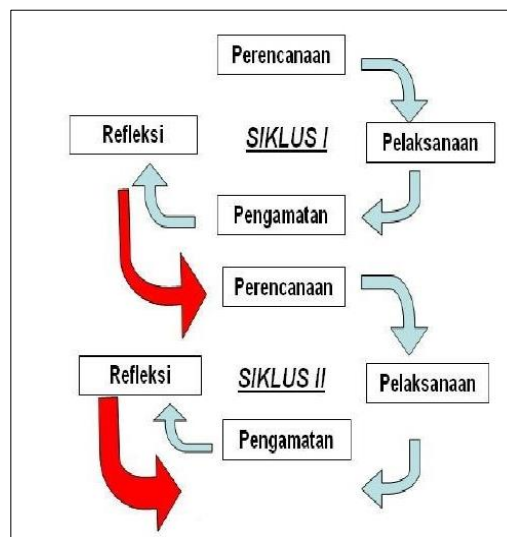 Perencanaan
Refleksi
SIKLUS I
Pelaksanaan
Pengamatan
Perencanaan
Refleksi
SIKLUS II
Pelaksanaan
Pengamatan